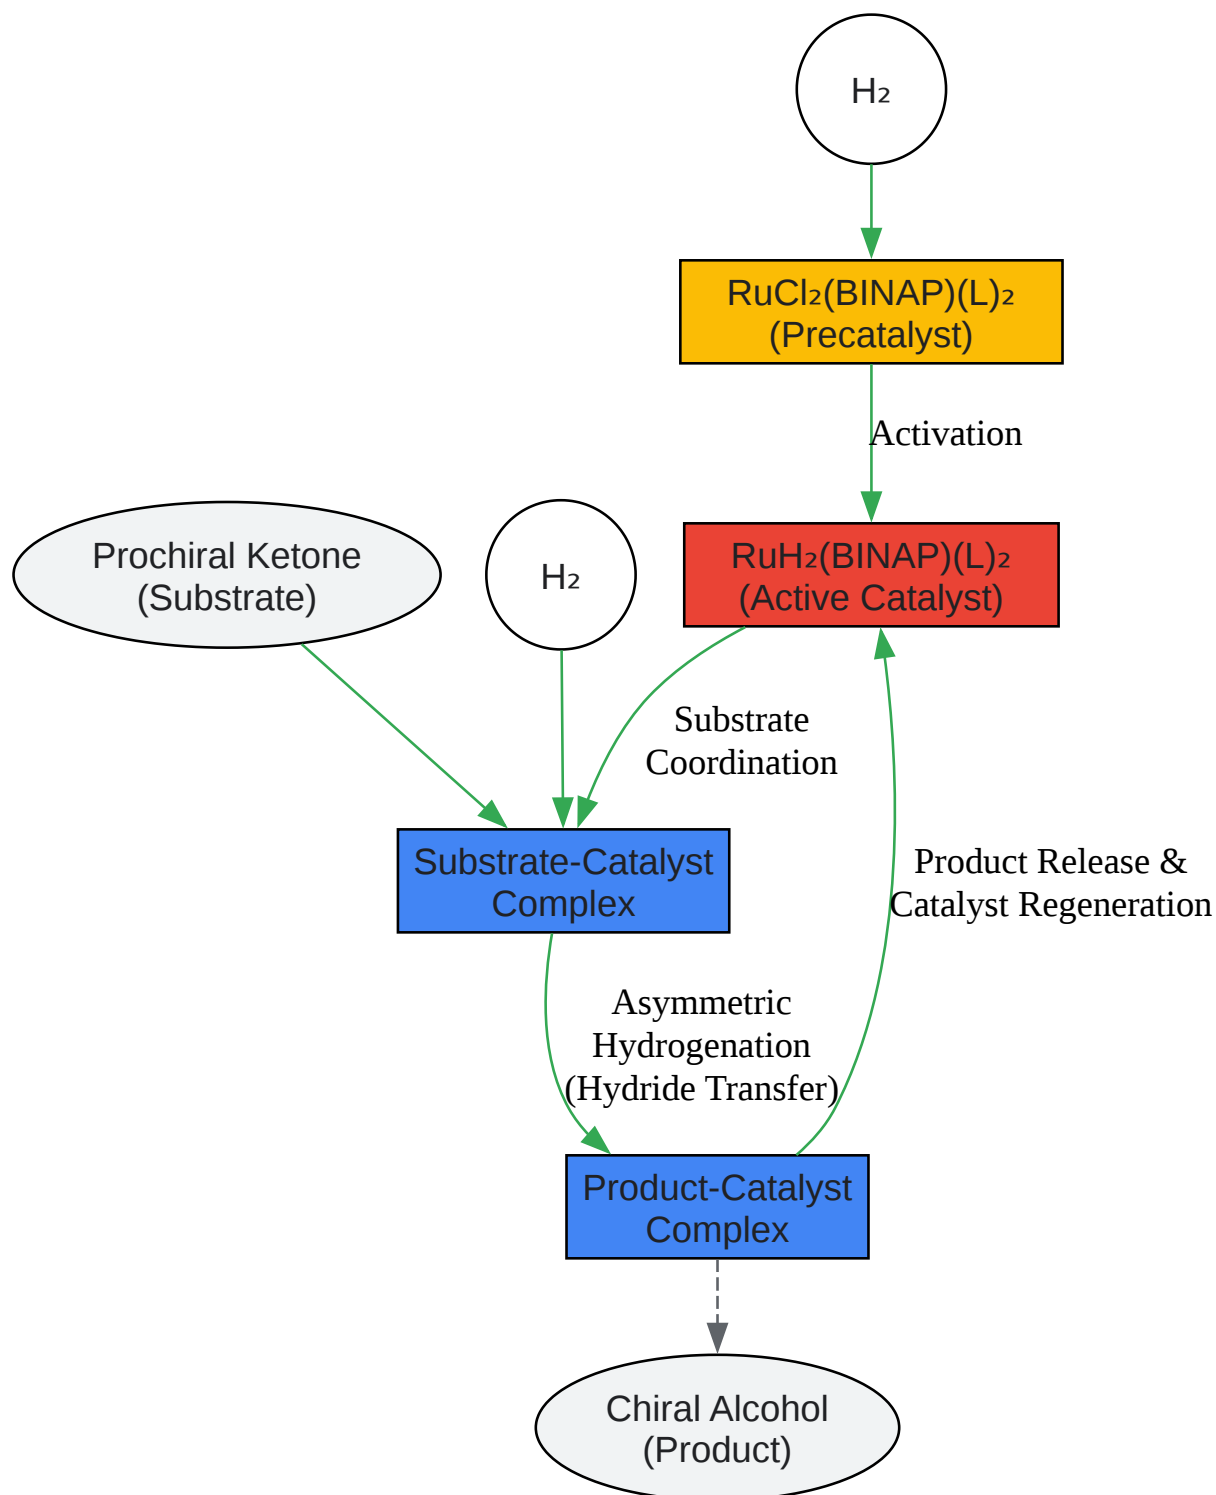 H₂
RuCl₂(BINAP)(L)₂
(Precatalyst)
Activation
Prochiral Ketone
(Substrate)
H₂
RuH₂(BINAP)(L)₂
(Active Catalyst)
Substrate
Coordination
Substrate-Catalyst
Complex
Product Release &
Catalyst Regeneration
Asymmetric
Hydrogenation
(Hydride Transfer)
Product-Catalyst
Complex
Chiral Alcohol
(Product)